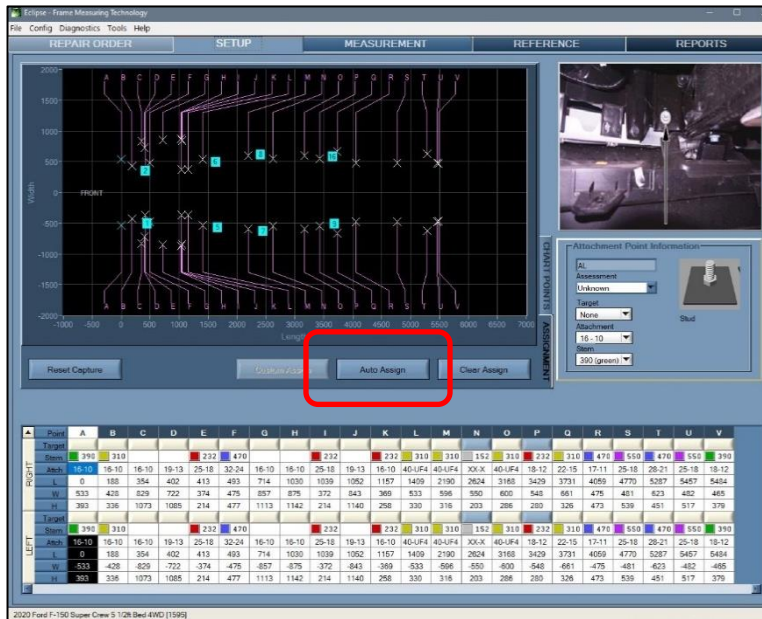 Eclipse - Frame Measuring Technology
File Config Diagnostics Tools Help
REPAIR ORDER SETUP MEASUREMENT REFERENCE REPORTS
2000
A B C D E F G H I J K L M N O P Q R S T U V
1500
1000
500
0
-500
-1000
-1500
-2000
Width
FRONT
2 6 8 16
1 5 7 3
A B C D E F G H I J K L M N O P Q R S T U V
-1000 -500 0 500 1000 1500 2000 2500 3000 3500 4000 4500 5000 5500 6000 6500 7000
Length
CHART POINTS
ASSIGNMENT
Reset Capture Custom Assign Auto Assign Clear Assign
Attachment Point Information
AL
Assessment
Unknown
Target
None
Attachment
16 - 10
Stem
390 (green)
Stud
Point A B C D E F G H I J K L M N O P Q R S T U V
RIGHT
Target
Stem 390 310 232 470 232 232 310 310 152 310 232 310 470 550 470 550 390
Attch 16-10 16-10 16-10 19-13 25-18 32-24 16-10 16-10 25-18 19-13 16-10 40-UF4 40-UF4 XX-X 40-UF4 18-12 22-15 17-11 25-18 28-21 25-18 18-12
L 0 188 354 402 413 493 714 1030 1039 1052 1157 1409 2190 2624 3168 3429 3731 4059 4770 5287 5457 5484
W 533 428 829 722 374 475 857 875 372 843 369 533 596 550 600 548 661 475 481 623 482 465
H 393 336 1073 1085 214 477 1113 1142 214 1140 258 330 316 203 286 280 326 473 539 451 517 379
LEFT
Target
Stem 390 310 232 470 232 232 310 310 152 310 232 310 470 550 470 550 390
Attch 16-10 16-10 16-10 19-13 25-18 32-24 16-10 16-10 25-18 19-13 16-10 40-UF4 40-UF4 XX-X 40-UF4 18-12 22-15 17-11 25-18 28-21 25-18 18-12
L 0 188 354 402 413 493 714 1030 1039 1052 1157 1409 2190 2624 3168 3429 3731 4059 4770 5287 5457 5484
W -533 -428 -829 -722 -374 -475 -857 -875 -372 -843 -369 -533 -596 -550 -600 -548 -661 -475 -481 -623 -482 -465
H 393 336 1073 1085 214 477 1113 1142 214 1140 258 330 316 203 286 280 326 473 539 451 517 379
2020 Ford F-150 Super Crew 5 1/2ft Bed 4WD [1595]